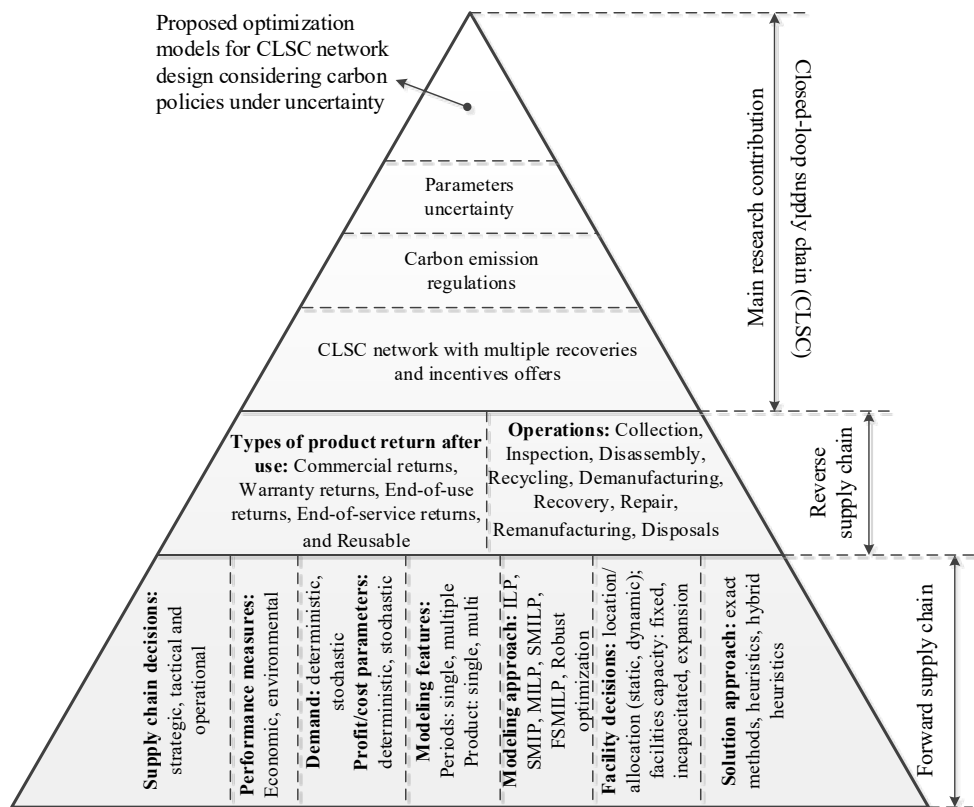 Proposed optimization
models for CLSC network
design considering carbon
policies under uncertainty
Parameters
uncertainty
Carbon emission
regulations
CLSC network with multiple recoveries
and incentives offers
Main research contribution
Closed-loop supply chain (CLSC)
Types of product return after
use: Commercial returns,
Warranty returns, End-of-use
returns, End-of-service returns,
and Reusable
Operations: Collection,
Inspection, Disassembly,
Recycling, Demanufacturing,
Recovery, Repair,
Remanufacturing, Disposals
Reverse
supply chain
Supply chain decisions:
strategic, tactical and
operational
Performance measures:
Economic, environmental
Demand: deterministic,
stochastic
Profit/cost parameters:
deterministic, stochastic
Modeling features:
Periods: single, multiple
Product: single, multi
Modeling approach: ILP,
SMIP, MILP, SMILP,
FSMILP, Robust
optimization
Facility decisions: location/
allocation (static, dynamic);
facilities capacity: fixed,
incapacitated, expansion
Solution approach: exact
methods, heuristics, hybrid
heuristics
Forward supply chain